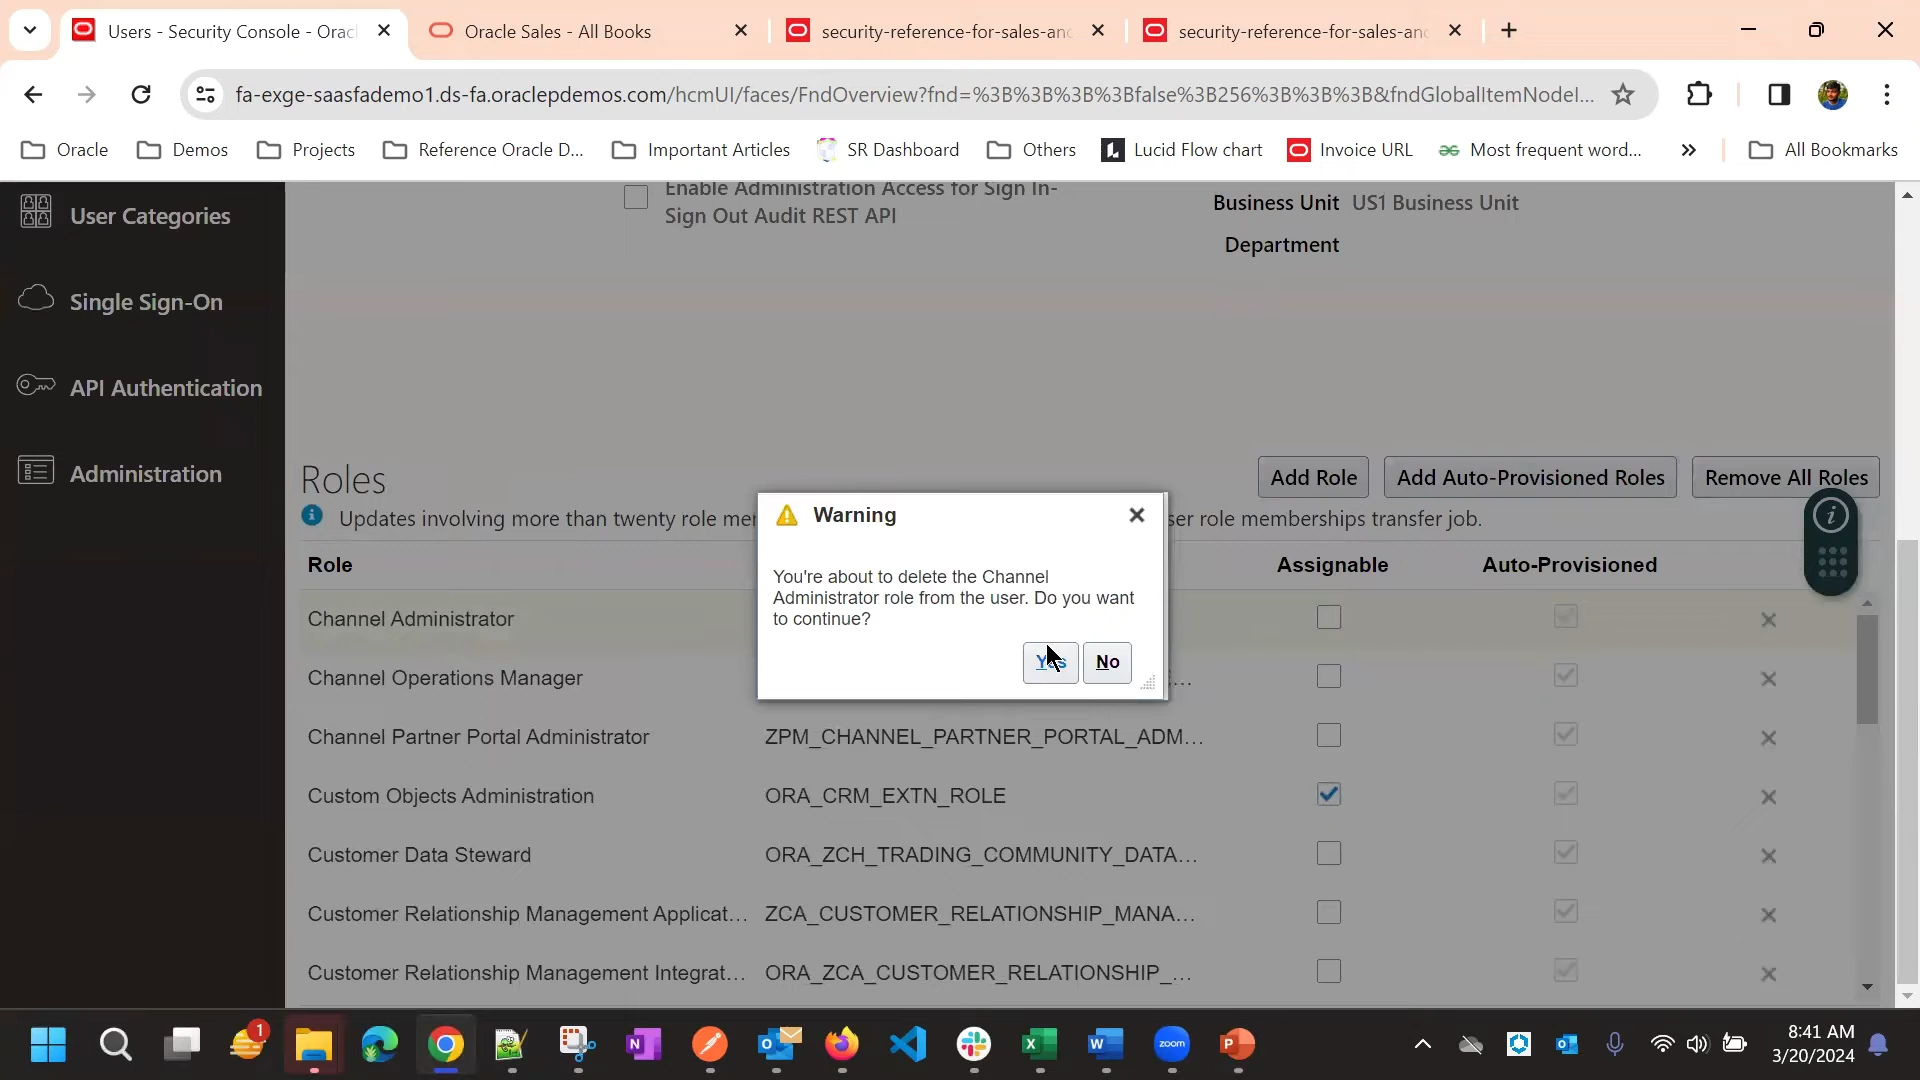 Users - Security Console - Orac
Oracle Sales - All Books
security-reference-for-sales-anc
security-reference-for-sales-anc
fa-exge-saasfademo1.ds-fa.oraclepdemos.com/hcmUI/faces/FndOverview?fnd=%3B%3B%3B%3Bfalse%3B256%3B%3B%3B&fndGlobalItemNodeI...
Oracle
Demos
Projects
Reference Oracle D...
Important Articles
SR Dashboard
Others
Lucid Flow chart
Invoice URL
Most frequent word...
»
All Bookmarks
User Categories
Single Sign-On
API Authentication
Administration
Enable Administration Access for Sign In-
Sign Out Audit REST API
Business Unit US1 Business Unit
Department
Roles
Add Role
Add Auto-Provisioned Roles
Remove All Roles
Updates involving more than twenty role mer
ser role memberships transfer job.
Role
Assignable
Auto-Provisioned
Warning
You're about to delete the Channel
Administrator role from the user. Do you want
to continue?
Yes
No
Channel Administrator
Channel Operations Manager
...
Channel Partner Portal Administrator
ZPM_CHANNEL_PARTNER_PORTAL_ADM...
Custom Objects Administration
ORA_CRM_EXTN_ROLE
Customer Data Steward
ORA_ZCH_TRADING_COMMUNITY_DATA...
Customer Relationship Management Applicat...
ZCA_CUSTOMER_RELATIONSHIP_MANA...
Customer Relationship Management Integrat...
ORA_ZCA_CUSTOMER_RELATIONSHIP_...
1
zoom
8:41 AM
3/20/2024